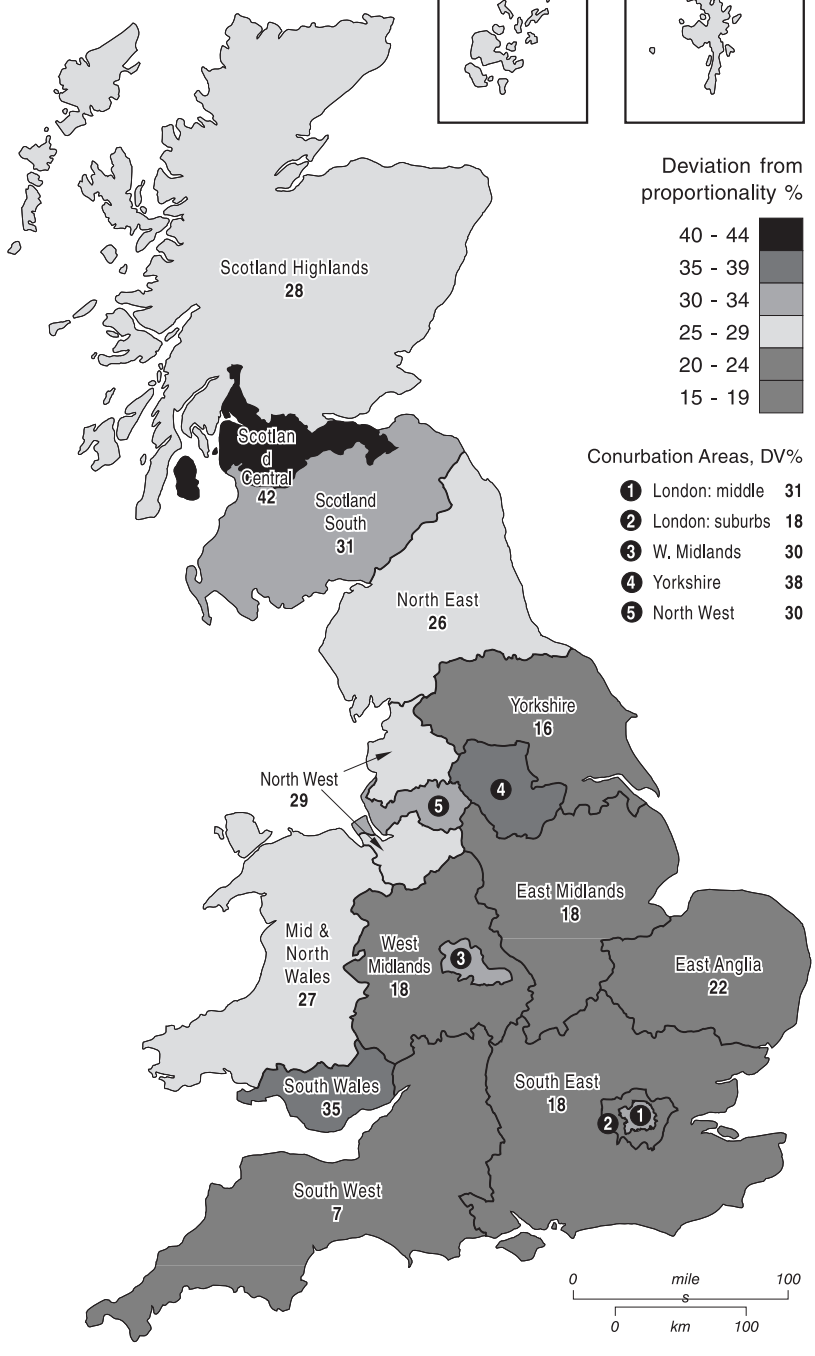 Deviation from
proportionality %
40 - 44
35 - 39
30 - 34
25 - 29
20 - 24
15 - 19
Conurbation Areas, DV%
1 London: middle 31
2 London: suburbs 18
3 W. Midlands 30
4 Yorkshire 38
5 North West 30
Scotland Highlands
28
Scotlan
d
Central
42
Scotland
South
31
North East
26
Yorkshire
16
North West
29
4
5
East Midlands
18
Mid &
North
Wales
27
West
Midlands
18
3
East Anglia
22
South Wales
35
South East
18
2
1
South West
7
0 mile 100
s
0 km 100